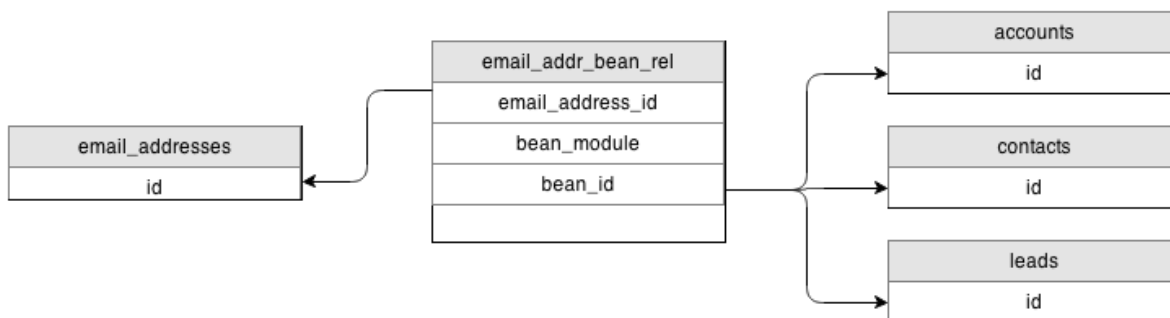 email_addresses
id
email_addr_bean_rel
email_address_id
bean_module
bean_id
accounts
id
contacts
id
leads
id